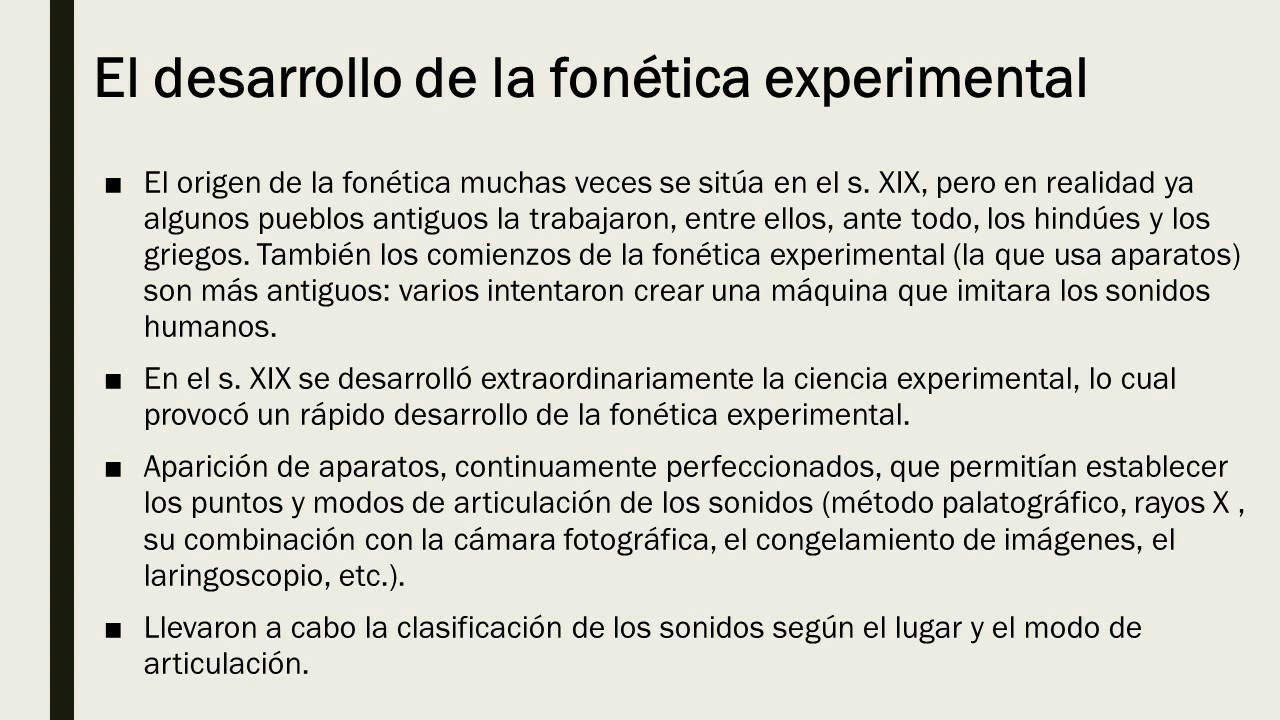 El desarrollo de la fonética experimental
■ El origen de la fonética muchas veces se sitúa en el s. XIX, pero en realidad ya
algunos pueblos antiguos la trabajaron, entre ellos, ante todo, los hindúes y los
griegos. También los comienzos de la fonética experimental (la que usa aparatos)
son más antiguos: varios intentaron crear una máquina que imitara los sonidos
humanos.
■ En el s. XIX se desarrolló extraordinariamente la ciencia experimental, lo cual
provocó un rápido desarrollo de la fonética experimental.
■ Aparición de aparatos, continuamente perfeccionados, que permitían establecer
los puntos y modos de articulación de los sonidos (método palatográfico, rayos X ,
su combinación con la cámara fotográfica, el congelamiento de imágenes, el
laringoscopio, etc.).
■ Llevaron a cabo la clasificación de los sonidos según el lugar y el modo de
articulación.